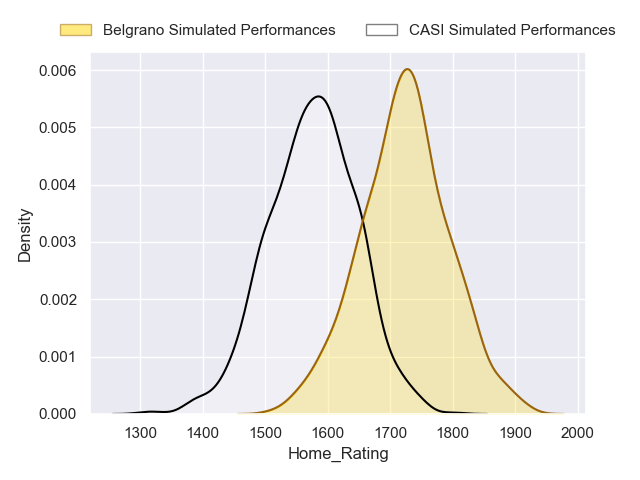 Belgrano Simulated Performances CASI Simulated Performances
0.006
0.005
0.004
0.003
0.002
0.001
0.000
Density
1300 1400 1500 1600 1700 1800 1900 2000
Home_Rating